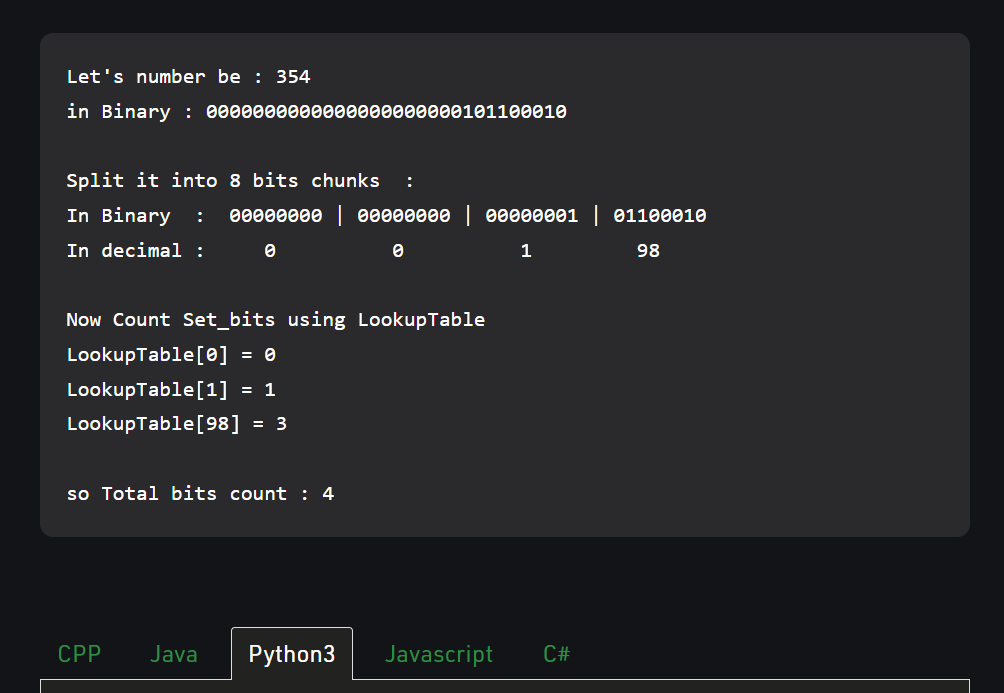 Let's number be : 354
in Binary : 0000000000000000000000101100010
Split it into 8 bits chunks :
In Binary : 00000000 | 00000000 | 00000001 | 01100010
In decimal : 0 0 1 98
Now Count Set_bits using LookupTable
LookupTable[0] = 0
LookupTable[1] = 1
LookupTable[98] = 3
so Total bits count : 4
CPP Java Python3 Javascript C#